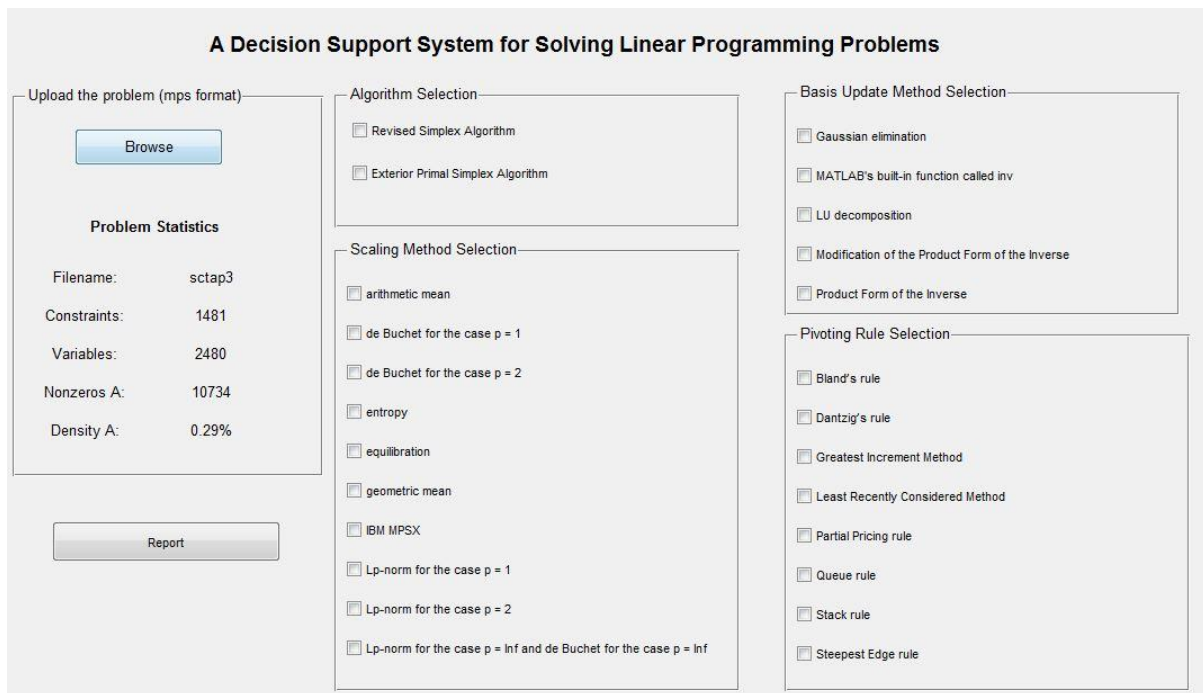 A Decision Support System for Solving Linear Programming Problems
Upload the problem (mps format)
Browse
Problem Statistics
Filename: sctap3
Constraints: 1481
Variables: 2480
Nonzeros A: 10734
Density A: 0.29%
Report
Algorithm Selection
Revised Simplex Algorithm
Exterior Primal Simplex Algorithm
Scaling Method Selection
arithmetic mean
de Buchet for the case p = 1
de Buchet for the case p = 2
entropy
equilibration
geometric mean
IBM MPSX
Lp-norm for the case p = 1
Lp-norm for the case p = 2
Lp-norm for the case p = Inf and de Buchet for the case p = Inf
Basis Update Method Selection
Gaussian elimination
MATLAB's built-in function called inv
LU decomposition
Modification of the Product Form of the Inverse
Product Form of the Inverse
Pivoting Rule Selection
Bland's rule
Dantzig's rule
Greatest Increment Method
Least Recently Considered Method
Partial Pricing rule
Queue rule
Stack rule
Steepest Edge rule